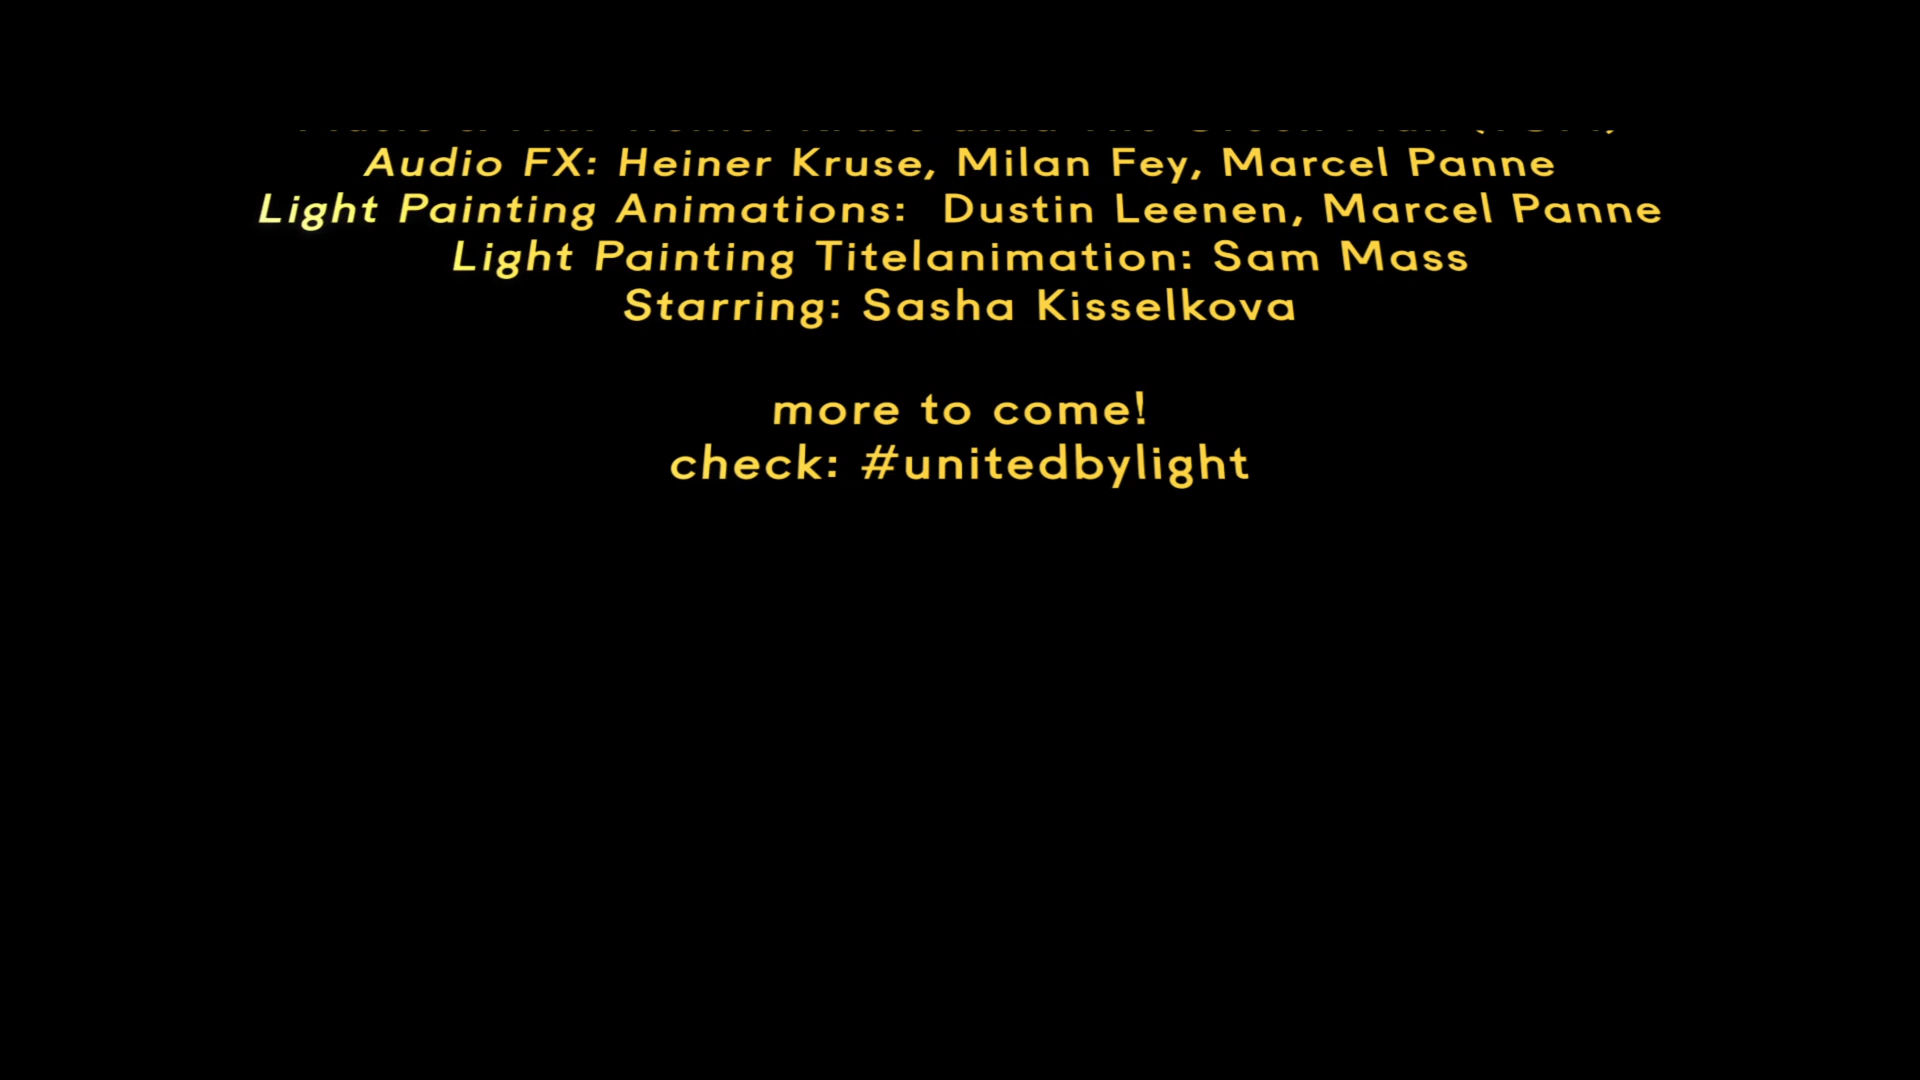 Audio FX: Heiner Kruse, Milan Fey, Marcel Panne
Light Painting Animations: Dustin Leenen, Marcel Panne
Light Painting Titelanimation: Sam Mass
Starring: Sasha Kisselkova
more to come!
check: #unitedbylight